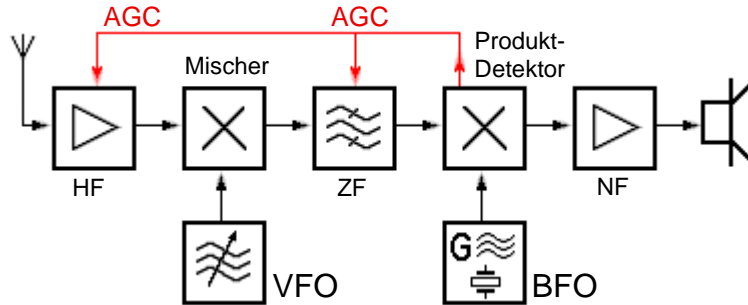 AGC
AGC
Produkt-
Detektor
Mischer
HF
ZF
NF
VFO
G
BFO